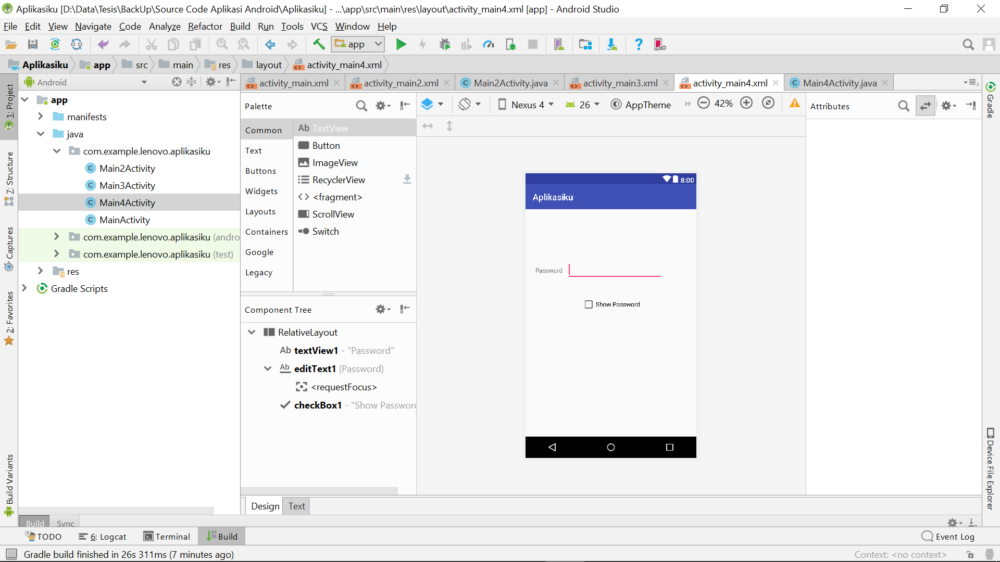 Aplikasiku [D:\Data\Tesis\BackUp\Source Code Aplikasi Android\Aplikasiku] - ...\app\src\main\res\layout\activity_main4.xml [app] - Android Studio
File Edit View Navigate Code Analyze Refactor Build Run Tools VCS Window Help
app
Aplikasiku app src main res layout activity_main4.xml
Android
activity_main.xml activity_main2.xml Main2Activity.java activity_main3.xml activity_main4.xml Main4Activity.java
1: Project
7: Structure
Captures
2: Favorites
Build Variants
app
manifests
java
com.example.lenovo.aplikasiku
Main2Activity
Main3Activity
Main4Activity
MainActivity
com.example.lenovo.aplikasiku (andro
com.example.lenovo.aplikasiku (test)
res
Gradle Scripts
Palette
Common
Text
Buttons
Widgets
Layouts
Containers
Google
Legacy
Ab TextView
Button
ImageView
RecyclerView
<fragment>
ScrollView
Switch
Component Tree
RelativeLayout
Ab textView1 - "Password"
Ab editText1 (Password)
<requestFocus>
checkBox1 - "Show Password
Nexus 4 26 AppTheme 42%
8:00
Aplikasiku
Password
Show Password
Attributes
Gradle
Device File Explorer
Design Text
Build Sync
TODO 6: Logcat Terminal Build Event Log
Gradle build finished in 26s 311ms (7 minutes ago) Context: <no context>